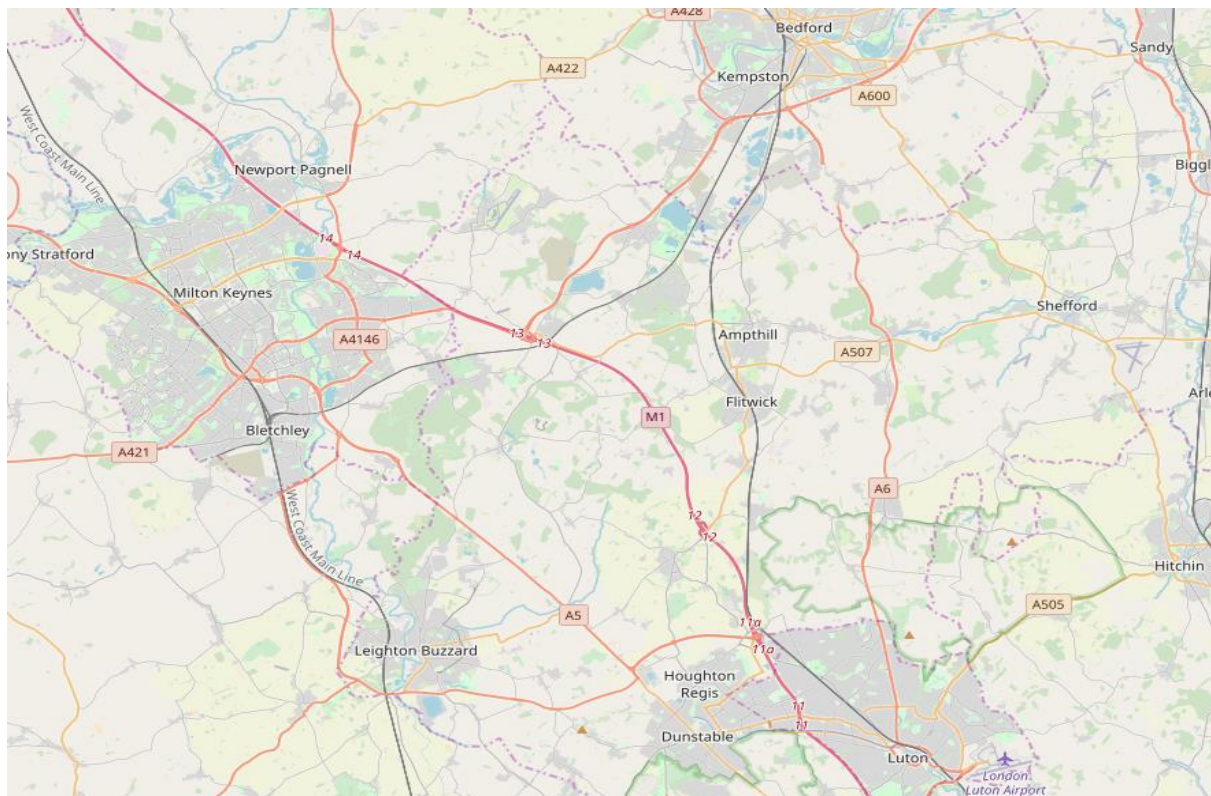 A428
Bedford
Sandy
A422
Kempston
A600
West Coast Main Line
Newport Pagnell
Biggl
14
ony Stratford
14
Milton Keynes
Shefford
13
13
A4146
Ampthill
A507
Arle
Flitwick
M1
Bletchley
A421
A6
West Coast Main Line
12
12
Hitchin
A505
A5
11a
Leighton Buzzard
11a
Houghton
Regis
11
11
Dunstable
Luton
London
Luton Airport